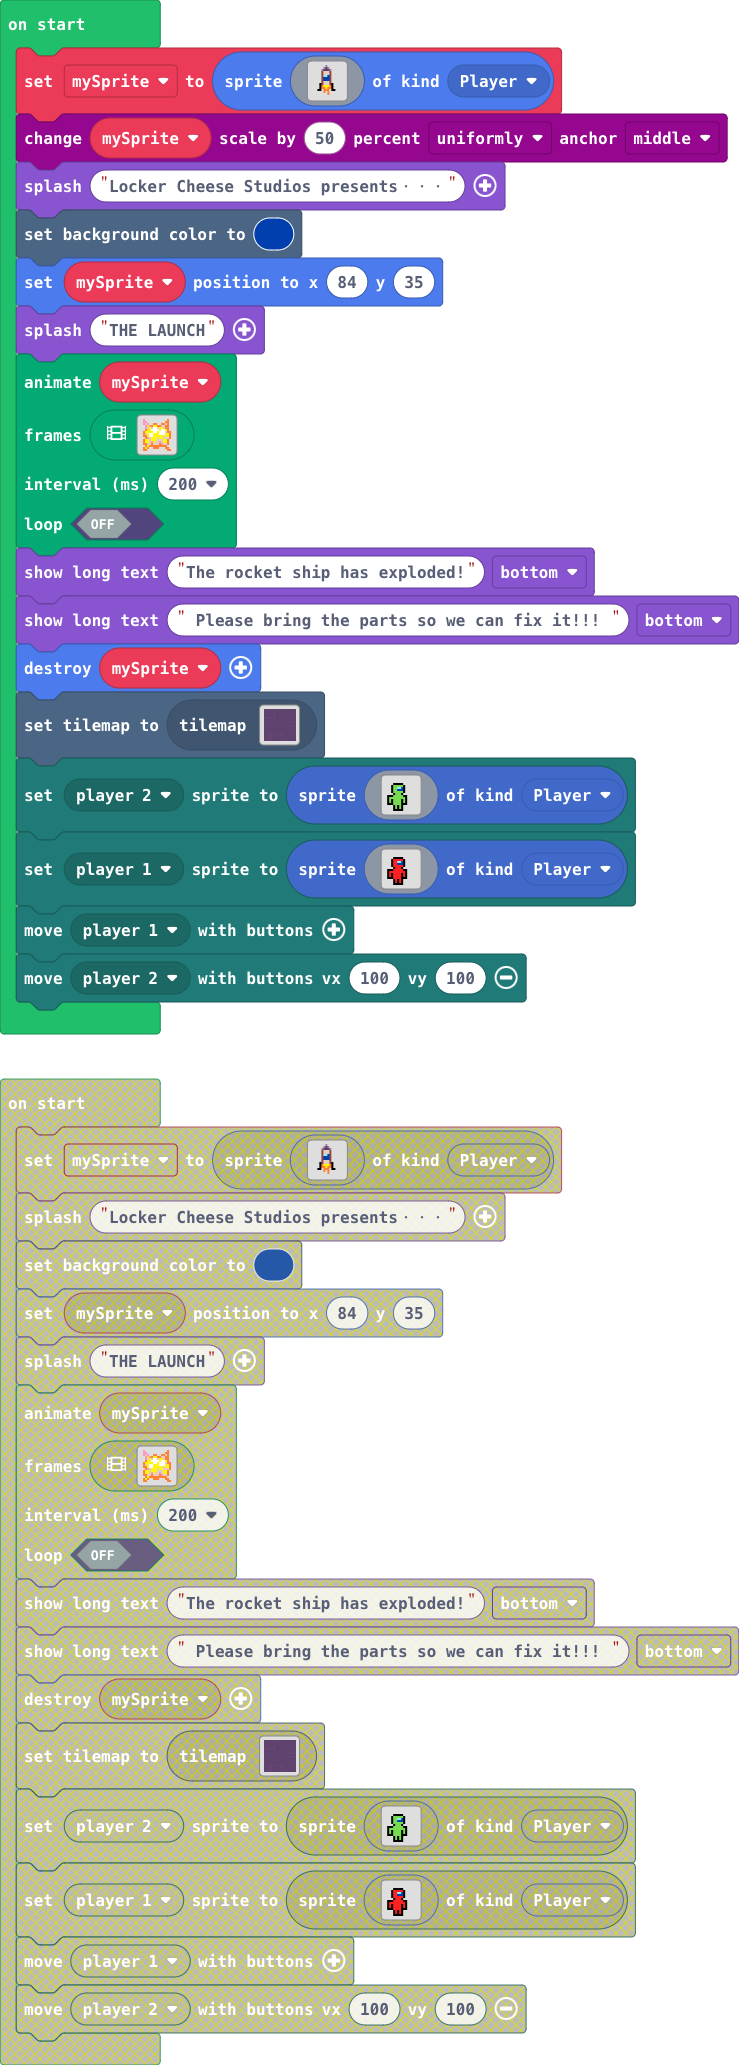 on start
set mySprite to sprite of kind Player
change mySprite scale by 50 percent uniformly anchor middle
splash "Locker Cheese Studios presents···"
set background color to
set mySprite position to x 84 y 35
splash "THE LAUNCH"
animate mySprite
frames
interval (ms) 200
loop OFF
show long text "The rocket ship has exploded!" bottom
show long text " Please bring the parts so we can fix it!!! " bottom
destroy mySprite
set tilemap to tilemap
set player 2 sprite to sprite of kind Player
set player 1 sprite to sprite of kind Player
move player 1 with buttons
move player 2 with buttons vx 100 vy 100
on start
set mySprite to sprite of kind Player
splash "Locker Cheese Studios presents···"
set background color to
set mySprite position to x 84 y 35
splash "THE LAUNCH"
animate mySprite
frames
interval (ms) 200
loop OFF
show long text "The rocket ship has exploded!" bottom
show long text " Please bring the parts so we can fix it!!! " bottom
destroy mySprite
set tilemap to tilemap
set player 2 sprite to sprite of kind Player
set player 1 sprite to sprite of kind Player
move player 1 with buttons
move player 2 with buttons vx 100 vy 100